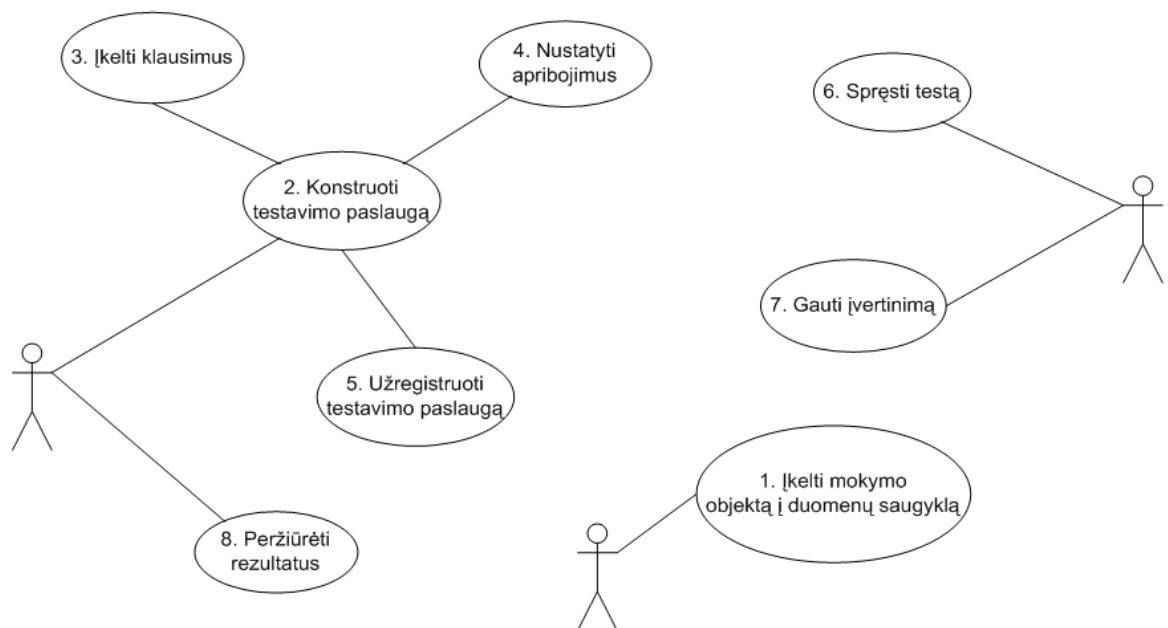 3. Įkelti klausimus
4. Nustatyti
apribojimus
6. Spręsti testą
2. Konstruoti
testavimo paslaugą
7. Gauti įvertinimą
5. Užregistruoti
testavimo paslaugą
1. Įkelti mokymo
objektą į duomenų saugyklą
8. Peržiūrėti
rezultatus